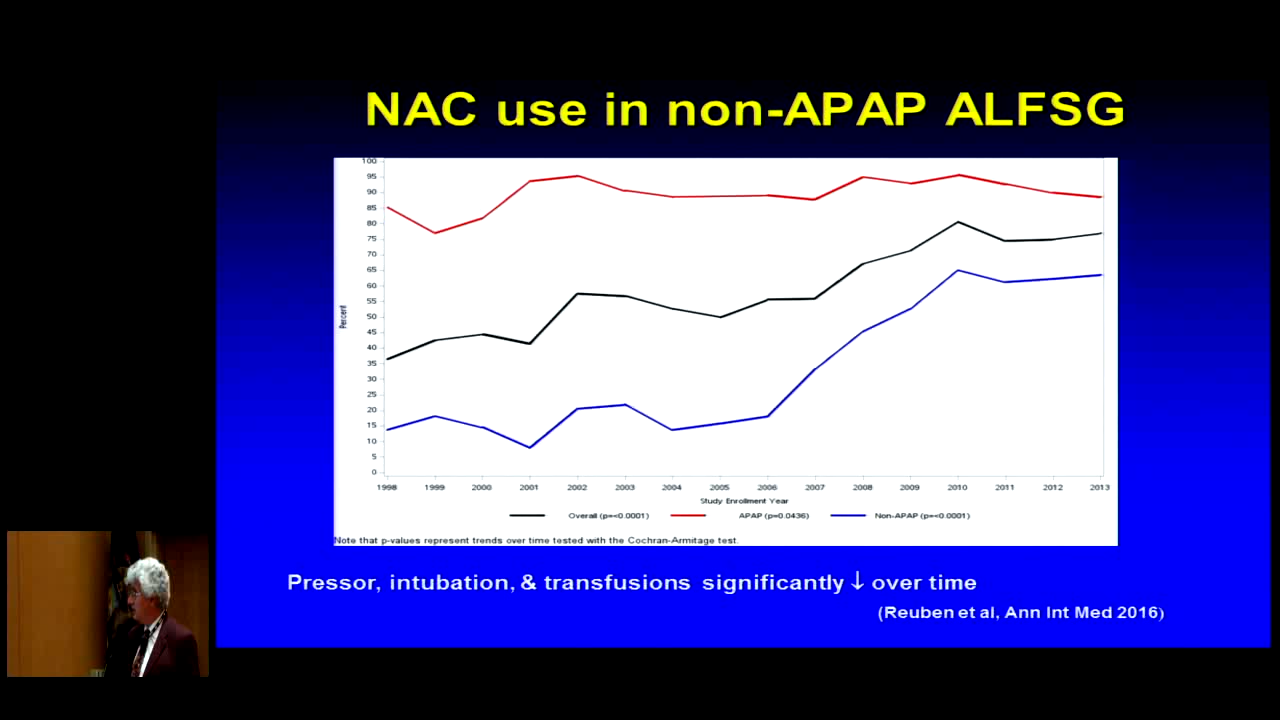 NAC use in non-APAP ALFSG
100
95
90
85
80
75
70
65
60
55
50
45
40
35
30
25
20
15
10
5
0
Percent
1998 1999 2000 2001 2002 2003 2004 2005 2006 2007 2008 2009 2010 2011 2012 2013
Study Enrollment Year
Overall (p=<0.0001) APAP (p=0.0436) Non-APAP (p=<0.0001)
Note that p-values represent trends over time tested with the Cochran-Armitage test.
Pressor, intubation, & transfusions significantly ↓ over time
(Reuben et al, Ann Int Med 2016)